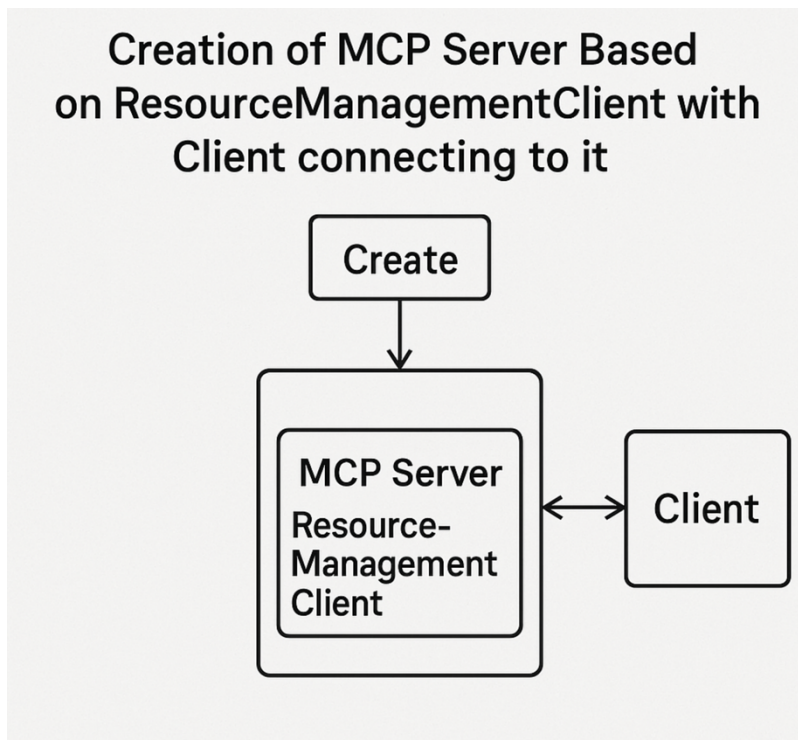 Creation of MCP Server Based
on ResourceManagementClient with
Client connecting to it
Create
MCP Server
Resource-
Management
Client
Client